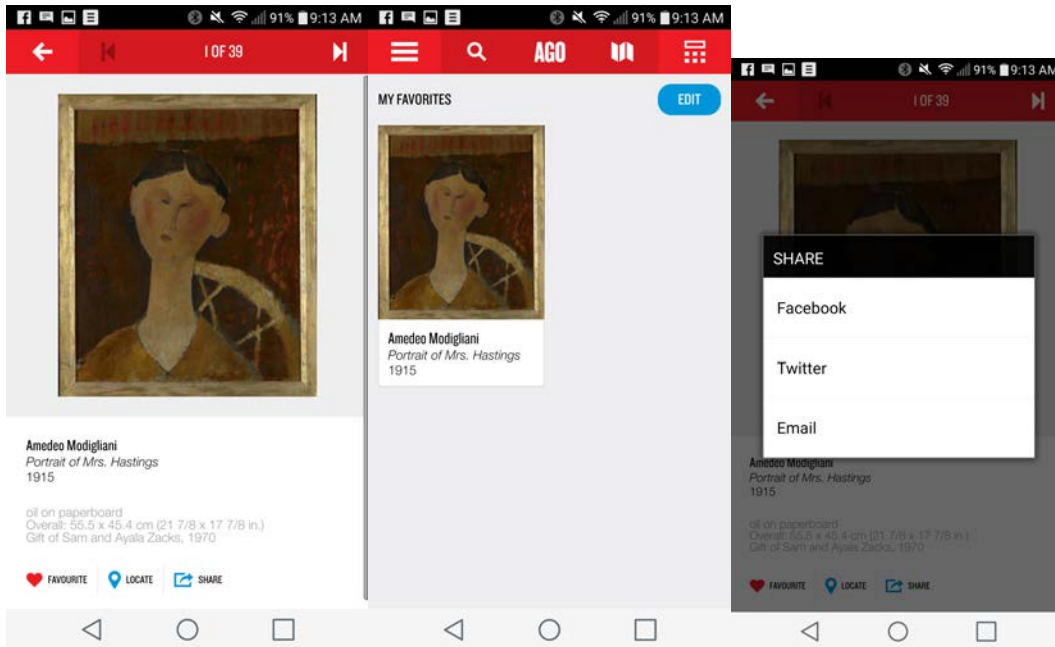 91% 9:13 AM
1 OF 39
Amedeo Modigliani
Portrait of Mrs. Hastings
1915
oil on paperboard
Overall: 55.5 x 45.4 cm (21 7/8 x 17 7/8 in.)
Gift of Sam and Ayala Zacks, 1970
FAVOURITE LOCATE SHARE
91% 9:13 AM
AGO
MY FAVORITES EDIT
Amedeo Modigliani
Portrait of Mrs. Hastings
1915
91% 9:13 AM
1 OF 39
SHARE
Facebook
Twitter
Email
Amedeo Modigliani
Portrait of Mrs. Hastings
1915
oil on paperboard
Overall: 55.5 x 45.4 cm (21 7/8 x 17 7/8 in.)
Gift of Sam and Ayala Zacks, 1970
FAVOURITE LOCATE SHARE